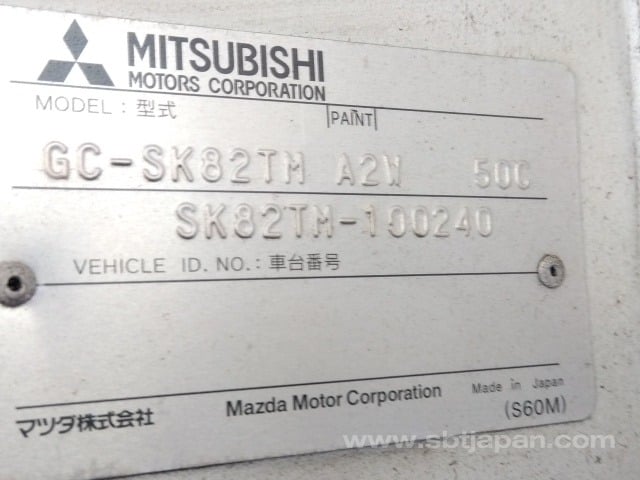 MITSUBISHI
MOTORS CORPORATION
MODEL : 型式 PAINT
GC-SK82TM A2W 50C
SK82TM-100240
VEHICLE ID. NO. : 車台番号
マツダ株式会社 Mazda Motor Corporation Made in Japan
(S60M)
www.sbtjapan.com